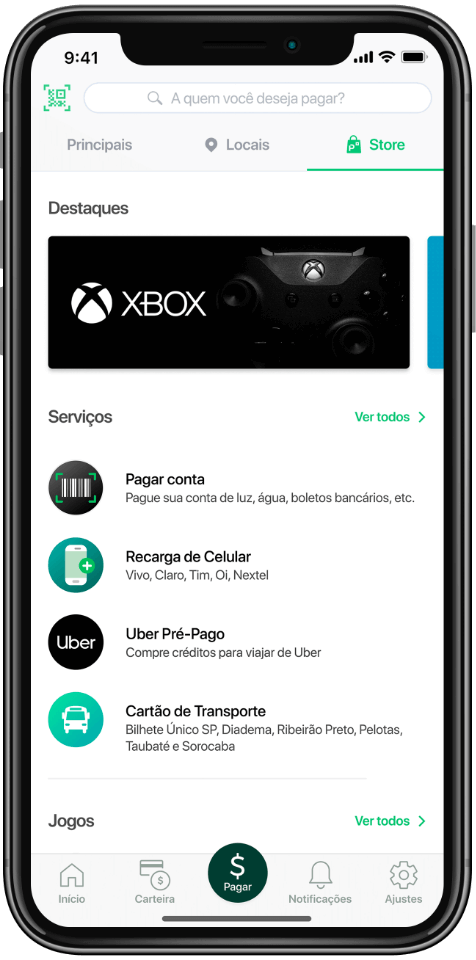 9:41
A quem você deseja pagar?
Principais
Locais
Store
Destaques
XBOX
Serviços
Ver todos
Pagar conta
Pague sua conta de luz, água, boletos bancários, etc.
Recarga de Celular
Vivo, Claro, Tim, Oi, Nextel
Uber
Uber Pré-Pago
Compre créditos para viajar de Uber
Cartão de Transporte
Bilhete Único SP, Diadema, Ribeirão Preto, Pelotas,
Taubaté e Sorocaba
Jogos
Ver todos
$
$
Início
Carteira
Pagar
Notificações
Ajustes